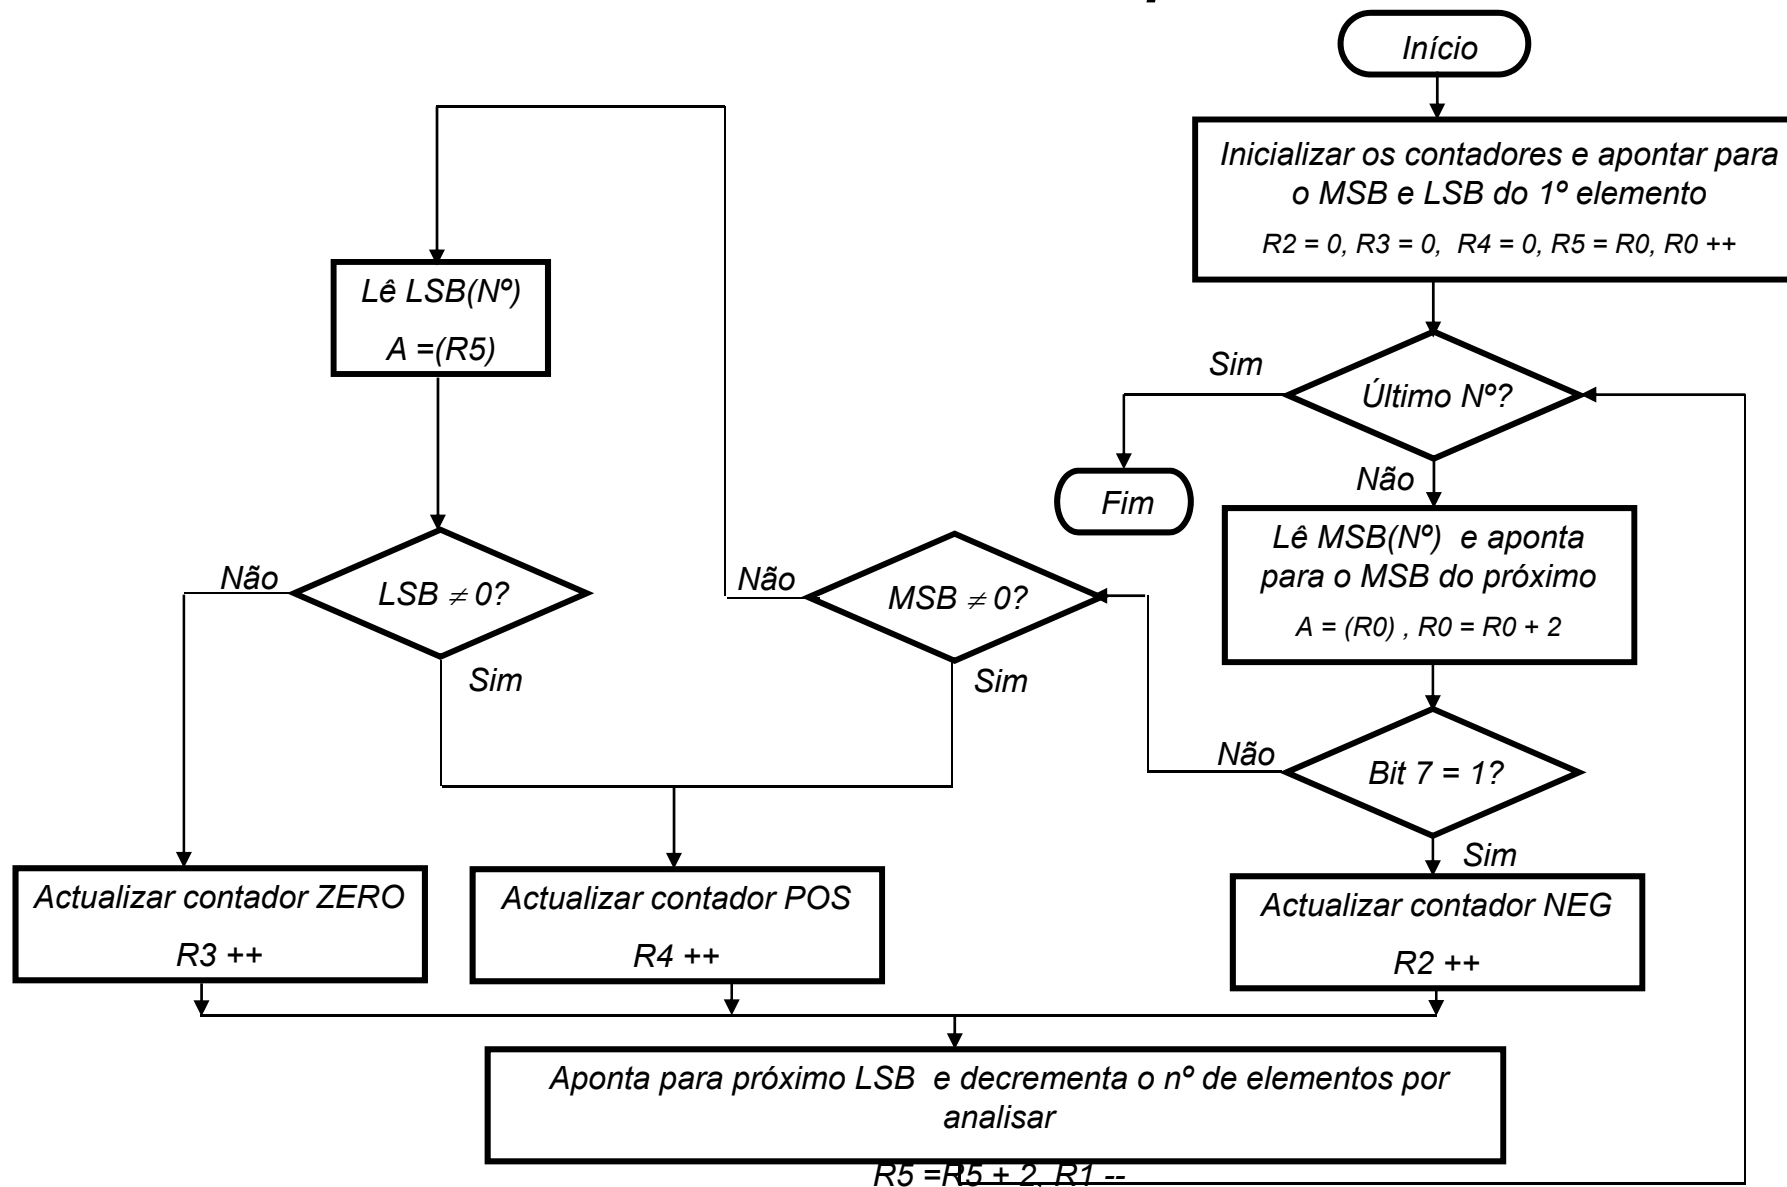 Início
Inicializar os contadores e apontar para
o MSB e LSB do 1º elemento
R2 = 0, R3 = 0, R4 = 0, R5 = R0, R0 ++
Último Nº?
Sim
Fim
Não
Lê MSB(Nº) e aponta
para o MSB do próximo
A = (R0) , R0 = R0 + 2
Bit 7 = 1?
Não
Sim
MSB ≠ 0?
Não
Sim
Lê LSB(Nº)
A =(R5)
LSB ≠ 0?
Não
Sim
Actualizar contador ZERO
R3 ++
Actualizar contador POS
R4 ++
Actualizar contador NEG
R2 ++
Aponta para próximo LSB e decrementa o nº de elementos por
analisar
R5 =R5 + 2, R1 --